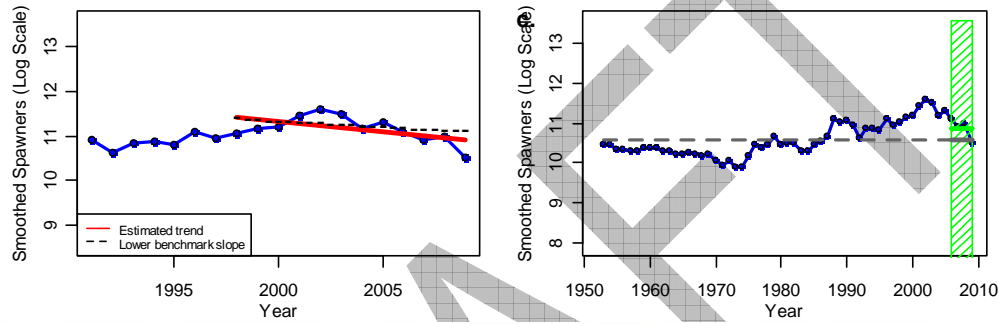 Smoothed Spawners (Log Scale)
13
12
11
10
9
Estimated trend
Lower benchmark slope
1995 2000 2005
Year
c.
Smoothed Spawners (Log Scale)
13
12
11
10
9
8
1950 1960 1970 1980 1990 2000 2010
Year